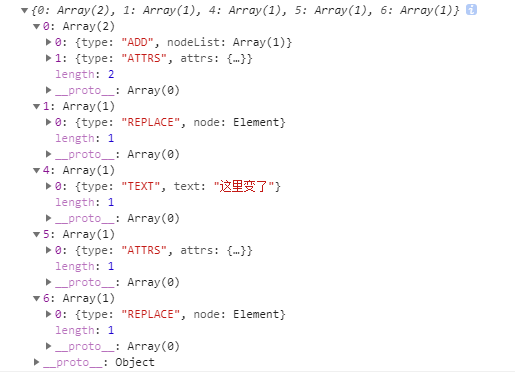 {0: Array(2), 1: Array(1), 4: Array(1), 5: Array(1), 6: Array(1)} i
0: Array(2)
0: {type: "ADD", nodeList: Array(1)}
1: {type: "ATTRS", attrs: {…}}
length: 2
__proto__: Array(0)
1: Array(1)
0: {type: "REPLACE", node: Element}
length: 1
__proto__: Array(0)
4: Array(1)
0: {type: "TEXT", text: "这里变了"}
length: 1
__proto__: Array(0)
5: Array(1)
0: {type: "ATTRS", attrs: {…}}
length: 1
__proto__: Array(0)
6: Array(1)
0: {type: "REPLACE", node: Element}
length: 1
__proto__: Array(0)
__proto__: Object